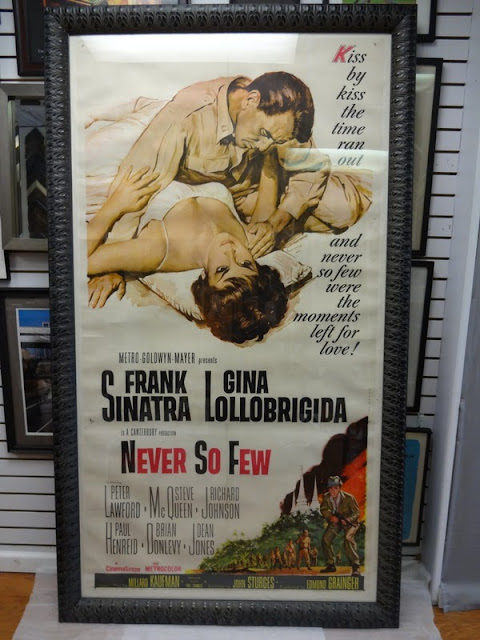 Kiss
by
kiss
the
time
ran
out
and
never
so few
were
the
moments
left for
love!
METRO-GOLDWYN-MAYER presents
FRANK SINATRA
GINA LOLLOBRIGIDA
IN A CANTERBURY PRODUCTION
NEVER SO FEW
PETER LAWFORD · STEVE McQUEEN · RICHARD JOHNSON
PAUL HENREID · BRIAN DONLEVY · DEAN JONES
CinemaScope AND METROCOLOR
MILLARD KAUFMAN
JOHN STURGES
EDMUND GRAINGER